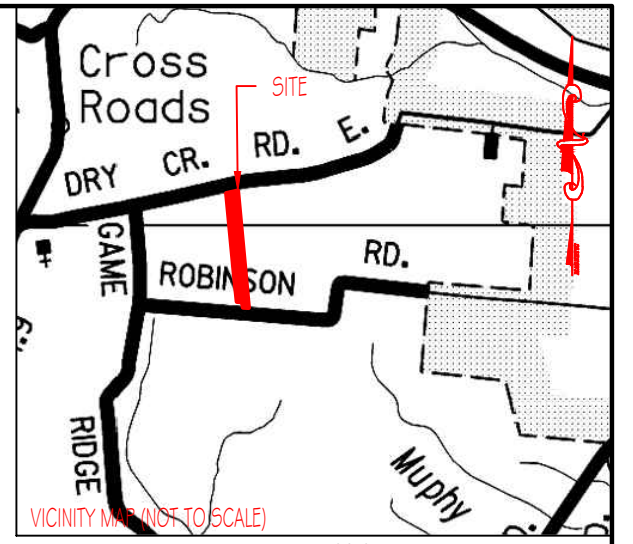 Cross
Roads
SITE
DRY CR. RD. E.
GAME
RIDGE
ROBINSON RD.
Muphy
VICINITY MAP (NOT TO SCALE)